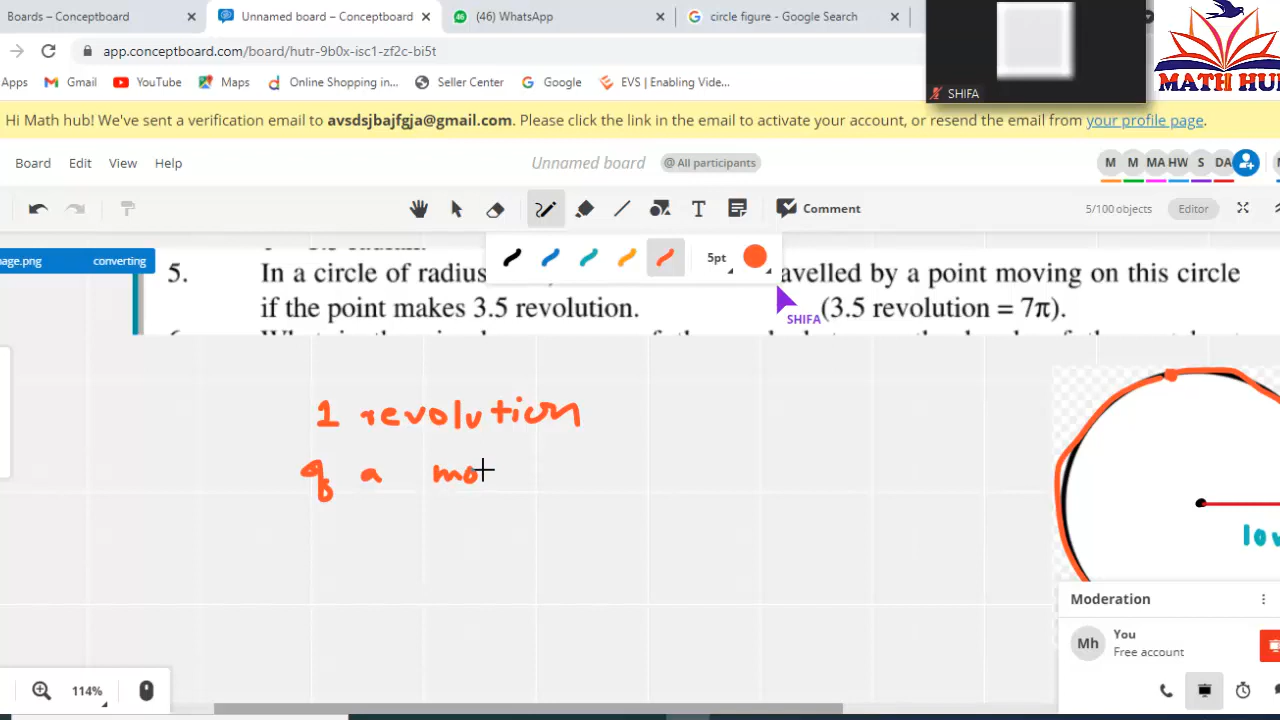 Boards – Conceptboard
Unnamed board – Conceptboard
(46) WhatsApp
circle figure - Google Search
app.conceptboard.com/board/hutr-9b0x-isc1-zf2c-bi5t
Apps
Gmail
YouTube
Maps
Online Shopping in...
Seller Center
Google
EVS | Enabling Vide...
SHIFA
MATH HUB
Hi Math hub! We've sent a verification email to avsdsjbajfgja@gmail.com. Please click the link in the email to activate your account, or resend the email from your profile page.
Board Edit View Help
Unnamed board
@ All participants
M M MA HW S DA
Comment
5/100 objects
Editor
5pt
nage.png converting
5. In a circle of radius avelled by a point moving on this circle
if the point makes 3.5 revolution. (3.5 revolution = 7π).
SHIFA
1 revolution
of a mo
Moderation
Mh
You
Free account
114%